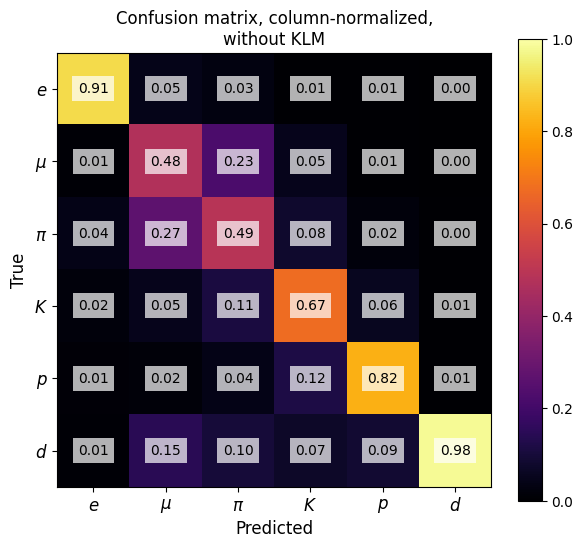 Confusion matrix, column-normalized,
without KLM
True
e 0.91 0.05 0.03 0.01 0.01 0.00
μ 0.01 0.48 0.23 0.05 0.01 0.00
π 0.04 0.27 0.49 0.08 0.02 0.00
K 0.02 0.05 0.11 0.67 0.06 0.01
p 0.01 0.02 0.04 0.12 0.82 0.01
d 0.01 0.15 0.10 0.07 0.09 0.98
e μ π K p d
Predicted
1.0
0.8
0.6
0.4
0.2
0.0